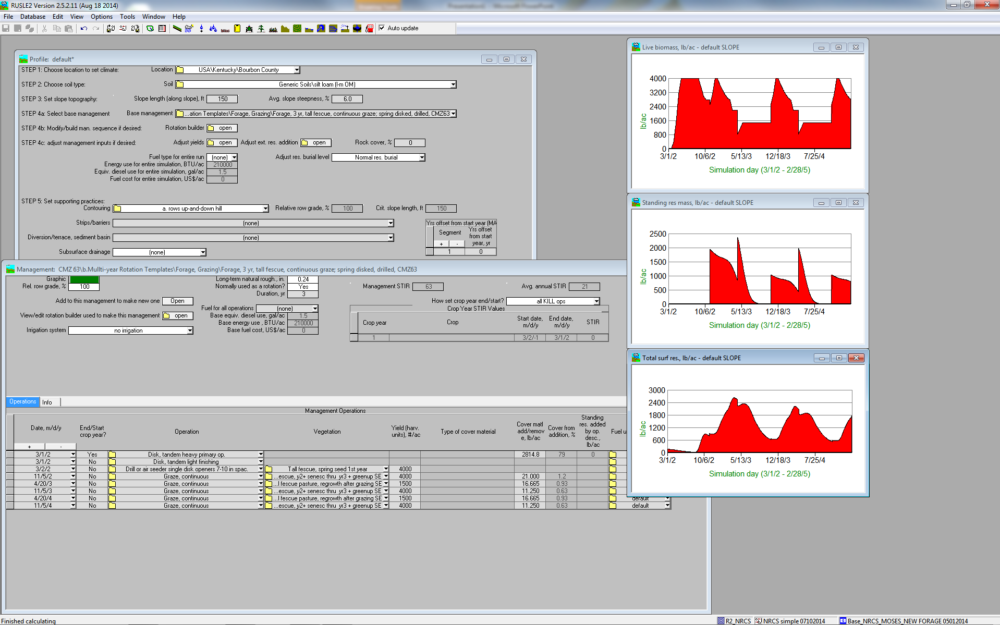 RUSLE2 Version 2.5.2.11 (Aug 18 2014)
File Database Edit View Options Tools Window Help
Auto update
Profile: default*
STEP 1: Choose location to set climate: Location USA\Kentucky\Bourbon County
STEP 2: Choose soil type: Soil Generic Soils\silt loam (l-m OM)
STEP 3: Set slope topography: Slope length (along slope), ft 150 Avg. slope steepness, % 6.0
STEP 4a: Select base management Base management ...ation Templates\Forage, Grazing\Forage, 3 yr, tall fescue, continuous graze; spring disked, drilled, CMZ63
STEP 4b: Modify/build man. sequence if desired: Rotation builder open
STEP 4c: adjust management inputs if desired: Adjust yields open Adjust ext. res. addition open Rock cover, % 0
Fuel type for entire run (none) Adjust res. burial level Normal res. burial
Energy use for entire simulation, BTU/ac 210000
Equiv. diesel use for entire simulation, gal/ac 1.5
Fuel cost for entire simulation, US$/ac 0
STEP 5: Set supporting practices:
Contouring a. rows up-and-down hill Relative row grade, % 100 Crit. slope length, ft 150
Strips/barriers (none)
Diversion/terrace, sediment basin (none)
Subsurface drainage (none)
Yrs offset from start year (MA
Segment Yrs offset from start year, yr
+ -
1 0
Management: CMZ 63\b.Mullti-year Rotation Templates\Forage, Grazing\Forage, 3 yr, tall fescue, continuous graze; spring disked, drilled, CMZ63
Graphic Long-term natural rough., in. 0.24
Rel. row grade, % 100 Normally used as a rotation? Yes Management STIR 63 Avg. annual STIR 21
Duration, yr 3
Add to this management to make new one Open How set crop year end/start? all KILL ops
Fuel for all operations (none) Crop Year STIR Values
View/edit rotation builder used to make this management open Base equiv. diesel use, gal/ac 1.5
Base energy use , BTU/ac 210000
Irrigation system no irrigation Base fuel cost, US$/ac 0
Crop year Crop Start date, m/d/y End date, m/d/y STIR
1 3/2/-1 3/1/2 0
Operations Info
Management Operations
Date, m/d/y End/Start crop year? Operation Vegetation Yield (harv. units), #/ac Type of cover material Cover matl add/remov e, lb/ac Cover from addition, % Standing res. added by op. desc., lb/ac Fuel u
+ -
3/1/2 Yes Disk, tandem heavy primary op. 2814.8 79 0
3/1/2 No Disk, tandem light finishing
3/2/2 No Drill or air seeder single disk openers 7-10 in spac. Tall fescue, spring seed 1st year 4000
11/5/2 No Graze, continuous ...escue, y2+ senesc thru yr3 + greenup SE 4000 21.000 1.2
4/20/3 No Graze, continuous ...l fescue pasture, regrowth after grazing SE 1500 16.665 0.93
11/5/3 No Graze, continuous ...escue, y2+ senesc thru yr3 + greenup SE 4000 11.250 0.63
4/20/4 No Graze, continuous ...l fescue pasture, regrowth after grazing SE 1500 16.665 0.93 default
11/5/4 No Graze, continuous ...escue, y2+ senesc thru yr3 + greenup SE 4000 11.250 0.63 default
Live biomass, lb/ac - default SLOPE
4000
3200
2400
1600
800
0
lb/ac
3/1/2 10/6/2 5/13/3 12/18/3 7/25/4
Simulation day (3/1/2 - 2/28/5)
Standing res mass, lb/ac - default SLOPE
2500
2000
1500
1000
500
0
lb/ac
3/1/2 10/6/2 5/13/3 12/18/3 7/25/4
Simulation day (3/1/2 - 2/28/5)
Total surf res., lb/ac - default SLOPE
3000
2400
1800
1200
600
0
lb/ac
3/1/2 10/6/2 5/13/3 12/18/3 7/25/4
Simulation day (3/1/2 - 2/28/5)
Finished calculating
R2_NRCS NRCS simple 07102014 Base_NRCS_MOSES_NEW FORAGE 05012014